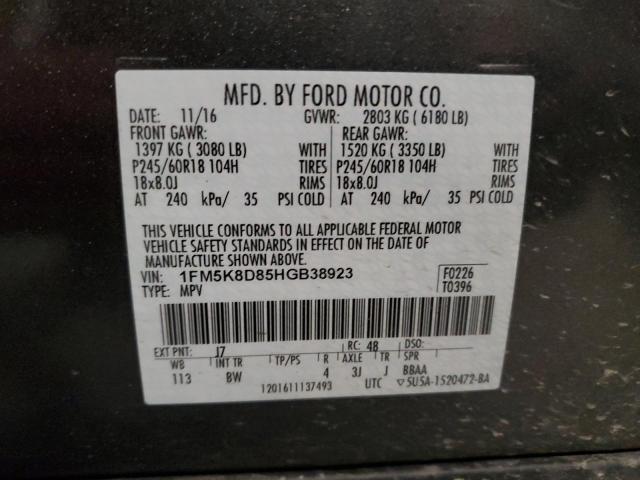 MFD. BY FORD MOTOR CO.
DATE: 11/16 GVWR: 2803 KG ( 6180 LB)
FRONT GAWR: REAR GAWR:
1397 KG ( 3080 LB) WITH 1520 KG ( 3350 LB) WITH
P245/60R18 104H TIRES P245/60R18 104H TIRES
18x8.0J RIMS 18x8.0J RIMS
AT 240 kPa/ 35 PSI COLD AT 240 kPa/ 35 PSI COLD
THIS VEHICLE CONFORMS TO ALL APPLICABLE FEDERAL MOTOR
VEHICLE SAFETY STANDARDS IN EFFECT ON THE DATE OF
MANUFACTURE SHOWN ABOVE.
VIN: 1FM5K8D85HGB38923 F0226
TYPE: MPV T0396
EXT PNT: J7 RC: 48 DSO:
WB INT TR TP/PS R AXLE TR SPR
113 BW 4 3J J BBAA
1201611137493 UTC ▽5U5A-1520472-BA